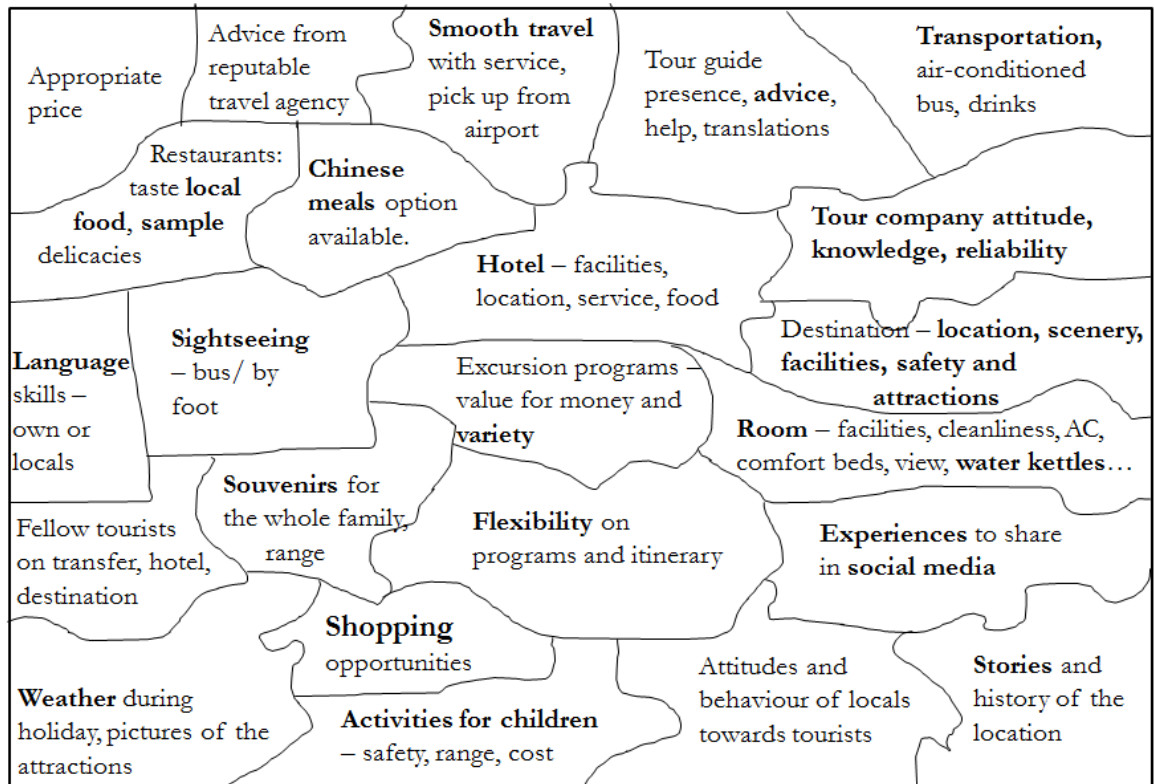 Appropriate
price
Advice from
reputable
travel agency
Smooth travel
with service,
pick up from
airport
Tour guide
presence, advice,
help, translations
Transportation,
air-conditioned
bus, drinks
Restaurants:
taste local
food, sample
delicacies
Chinese
meals option
available.
Hotel – facilities,
location, service, food
Tour company attitude,
knowledge, reliability
Language
skills –
own or
locals
Sightseeing
– bus/ by
foot
Excursion programs –
value for money and
variety
Destination – location, scenery,
facilities, safety and
attractions
Room – facilities, cleanliness, AC,
comfort beds, view, water kettles…
Fellow tourists
on transfer, hotel,
destination
Souvenirs for
the whole family,
range
Flexibility on
programs and itinerary
Experiences to share
in social media
Weather during
holiday, pictures of the
attractions
Shopping
opportunities
Activities for children
– safety, range, cost
Attitudes and
behaviour of locals
towards tourists
Stories and
history of the
location